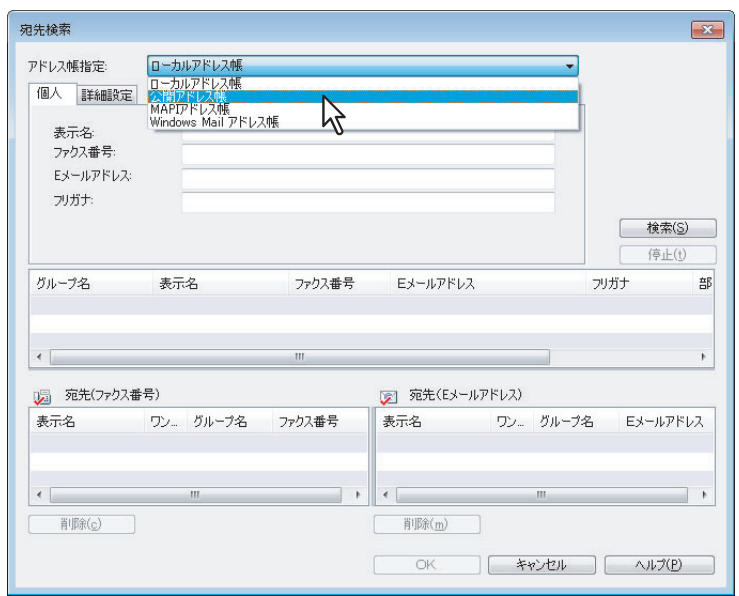 宛先検索
アドレス帳指定: ローカルアドレス帳
ローカルアドレス帳
公開アドレス帳
MAPIアドレス帳
Windows Mail アドレス帳
個人 詳細設定
表示名:
ファクス番号:
Eメールアドレス:
フリガナ:
検索(S)
停止(t)
グループ名 表示名 ファクス番号 Eメールアドレス フリガナ 部
宛先(ファクス番号) 宛先(Eメールアドレス)
表示名 ワン... グループ名 ファクス番号 表示名 ワン... グループ名 Eメールアドレス
削除(c) 削除(m)
OK キャンセル ヘルプ(P)